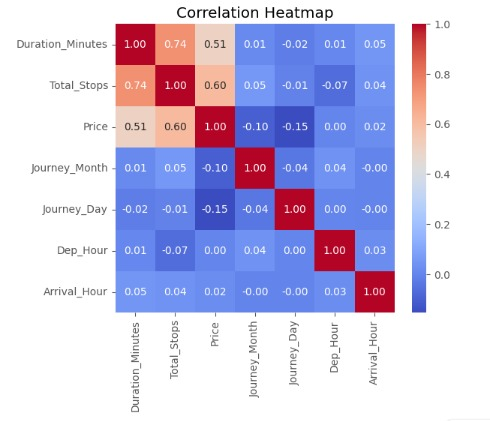 Correlation Heatmap
Duration_Minutes 1.00 0.74 0.51 0.01 -0.02 0.01 0.05
Total_Stops 0.74 1.00 0.60 0.05 -0.01 -0.07 0.04
Price 0.51 0.60 1.00 -0.10 -0.15 0.00 0.02
Journey_Month 0.01 0.05 -0.10 1.00 -0.04 0.04 -0.00
Journey_Day -0.02 -0.01 -0.15 -0.04 1.00 0.00 -0.00
Dep_Hour 0.01 -0.07 0.00 0.04 0.00 1.00 0.03
Arrival_Hour 0.05 0.04 0.02 -0.00 -0.00 0.03 1.00
Duration_Minutes
Total_Stops
Price
Journey_Month
Journey_Day
Dep_Hour
Arrival_Hour
1.0
0.8
0.6
0.4
0.2
0.0